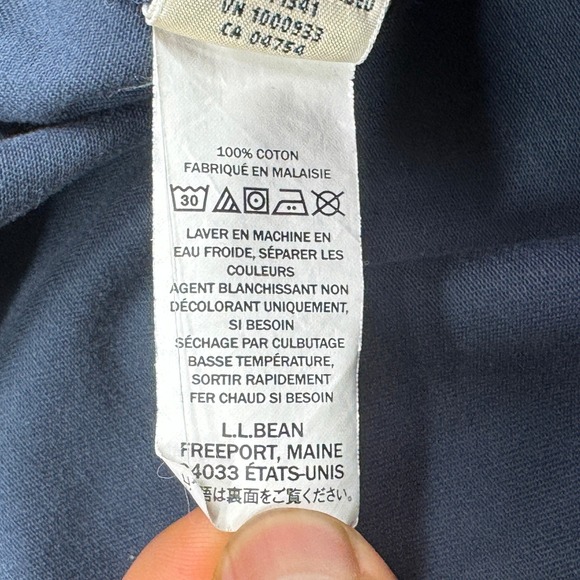 VN 1000933
CA 04754
100% COTON
FABRIQUÉ EN MALAISIE
30
LAVER EN MACHINE EN
EAU FROIDE, SÉPARER LES
COULEURS
AGENT BLANCHISSANT NON
DÉCOLORANT UNIQUEMENT,
SI BESOIN
SÉCHAGE PAR CULBUTAGE
BASSE TEMPÉRATURE,
SORTIR RAPIDEMENT
FER CHAUD SI BESOIN
L.L.BEAN
FREEPORT, MAINE
04033 ÉTATS-UNIS
語は裏面をご覧ください。